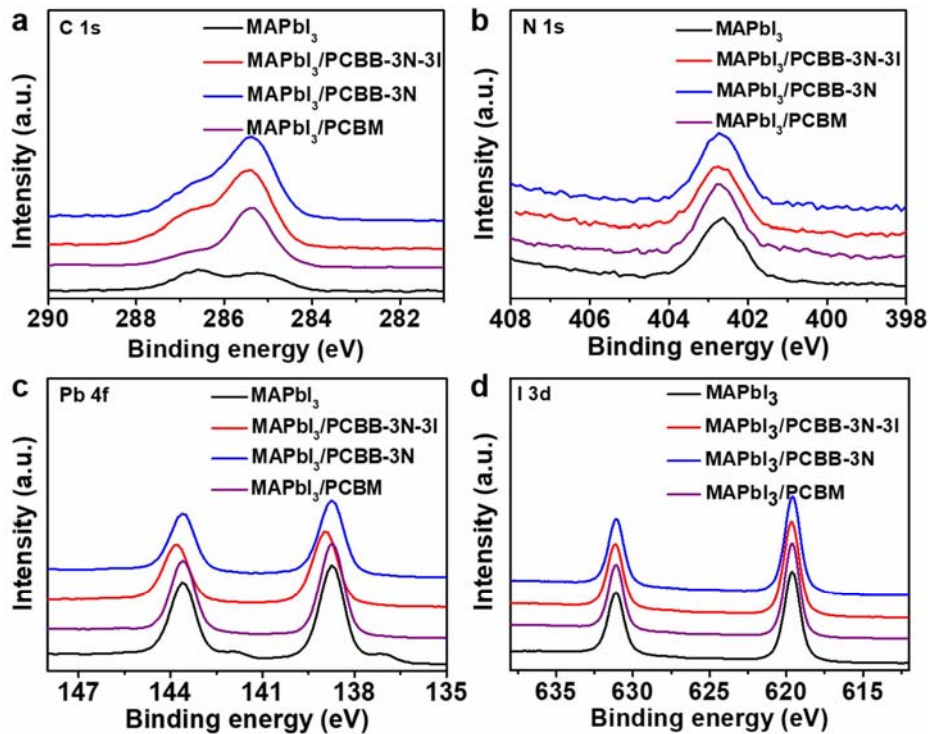 a
C 1s
MAPbI₃
MAPbI₃/PCBB-3N-3I
MAPbI₃/PCBB-3N
MAPbI₃/PCBM
Intensity (a.u.)
290 288 286 284 282
Binding energy (eV)
b
N 1s
MAPbI₃
MAPbI₃/PCBB-3N-3I
MAPbI₃/PCBB-3N
MAPbI₃/PCBM
Intensity (a.u.)
408 406 404 402 400 398
Binding energy (eV)
c
Pb 4f
MAPbI₃
MAPbI₃/PCBB-3N-3I
MAPbI₃/PCBB-3N
MAPbI₃/PCBM
Intensity (a.u.)
147 144 141 138 135
Binding energy (eV)
d
I 3d
MAPbI₃
MAPbI₃/PCBB-3N-3I
MAPbI₃/PCBB-3N
MAPbI₃/PCBM
Intensity (a.u.)
635 630 625 620 615
Binding energy (eV)